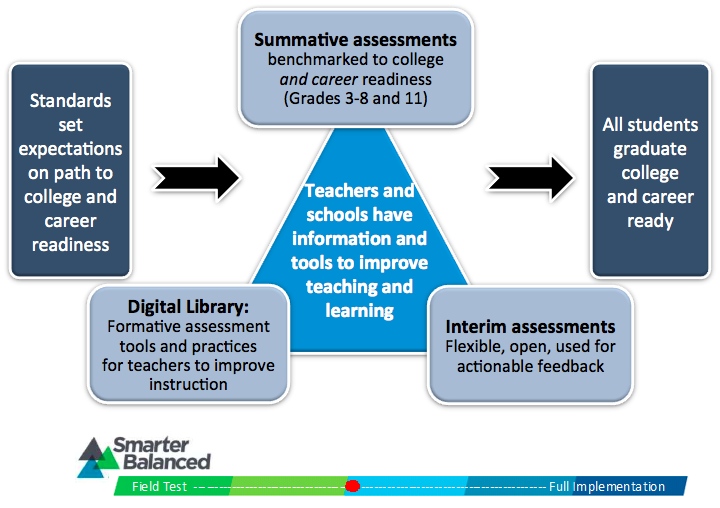 Summative assessments
benchmarked to college
and career readiness
(Grades 3-8 and 11)
Standards
set
expectations
on path to
college and
career
readiness
Teachers and
schools have
information and
tools to improve
teaching and
learning
All students
graduate
college
and career
ready
Digital Library:
Formative assessment
tools and practices
for teachers to improve
instruction
Interim assessments
Flexible, open, used for
actionable feedback
Smarter
Balanced
Field Test
Full Implementation